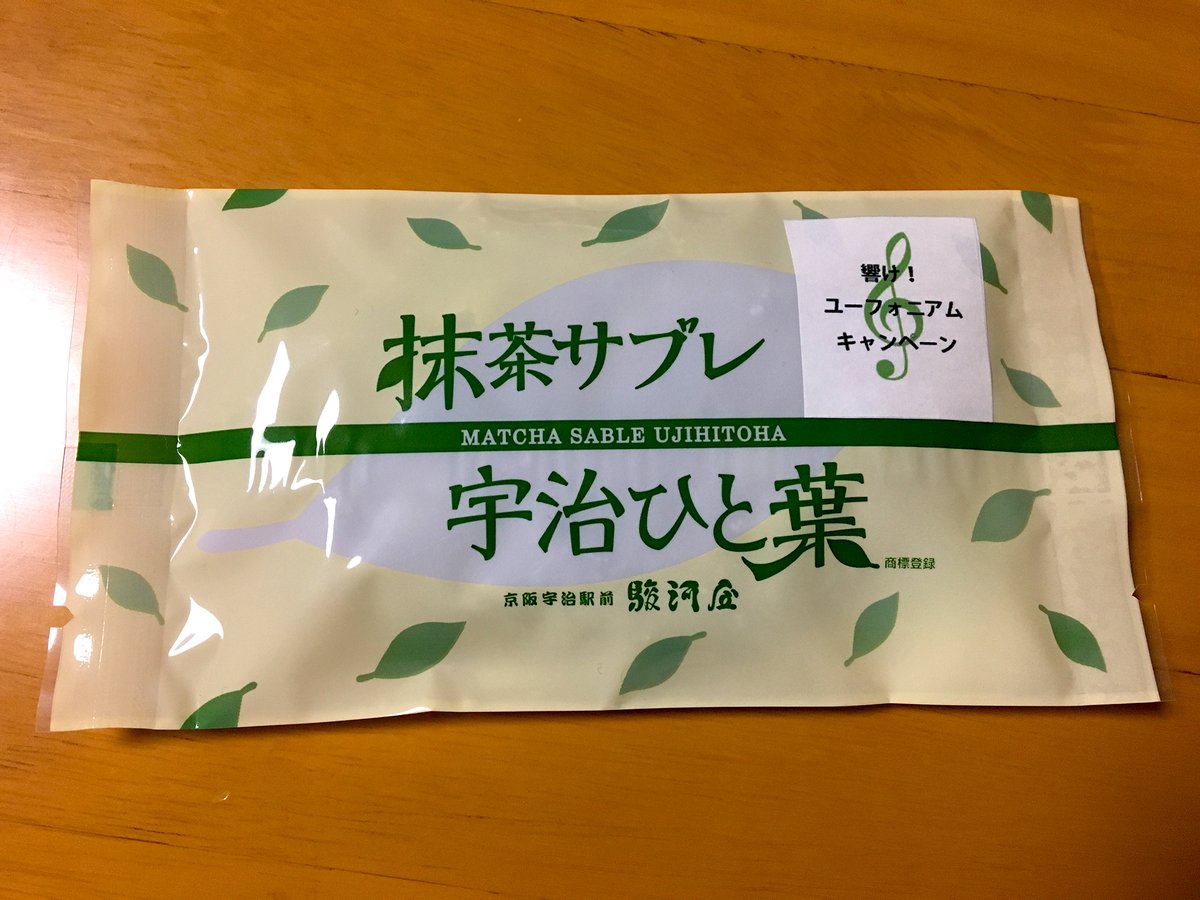 響け！
ユーフォニアム
キャンペーン
抹茶サブレ
MATCHA SABLE UJIHITOHA
宇治ひと葉
商標登録
京阪宇治駅前 駿河屋